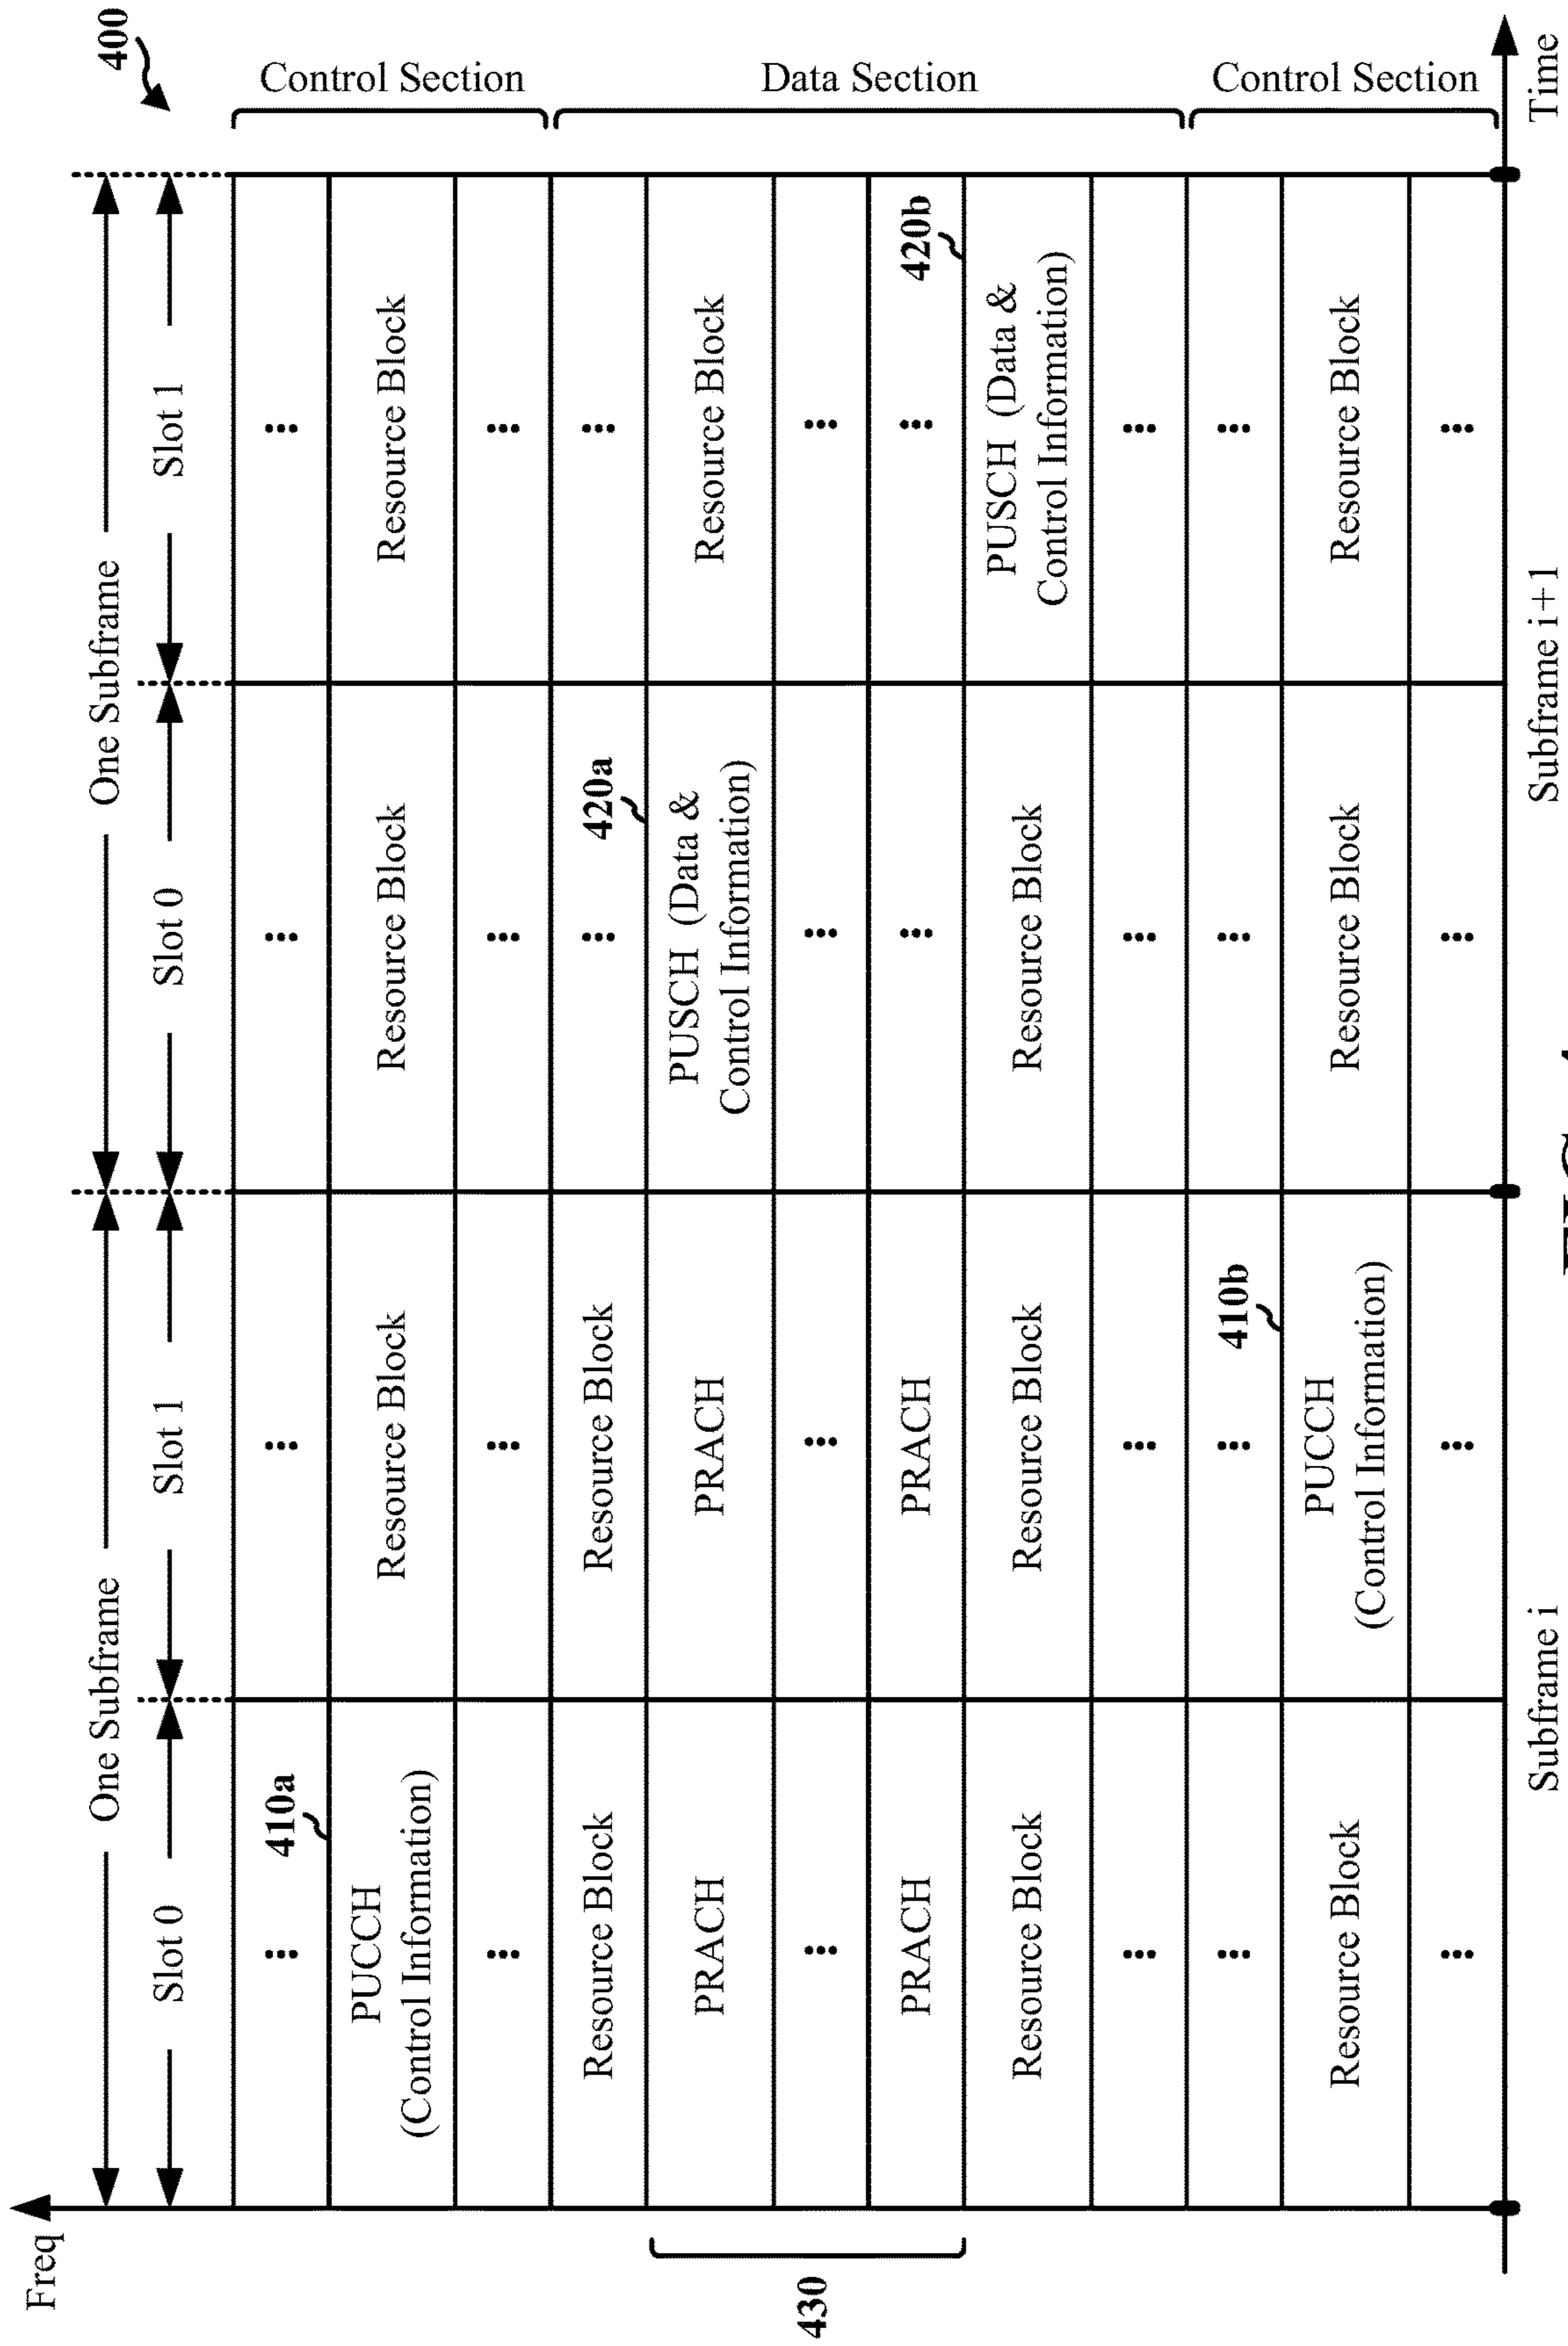 400
One Subframe
One Subframe
Slot 0
Slot 1
Slot 0
Slot 1
Freq
Control Section
Data Section
Control Section
...
410a
...
...
...
PUCCH
(Control Information)
Resource Block
Resource Block
Resource Block
...
...
...
...
Resource Block
Resource Block
...
420a
...
430
PRACH
PRACH
PUSCH (Data &
Control Information)
Resource Block
...
...
...
...
PRACH
PRACH
...
...
420b
Resource Block
Resource Block
Resource Block
PUSCH (Data &
Control Information)
...
...
...
...
...
...
410b
...
...
Resource Block
PUCCH
(Control Information)
Resource Block
Resource Block
...
...
...
...
Subframe i
Subframe i+1
Time